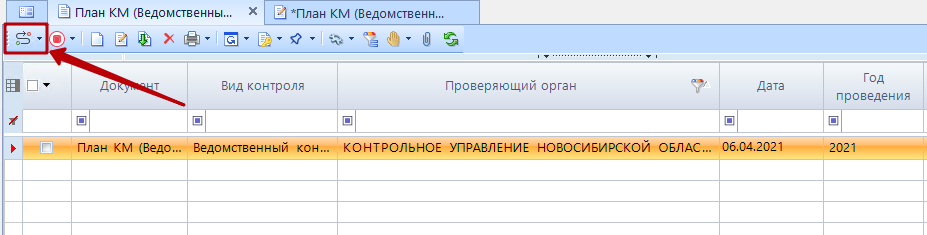 План КМ (Ведомственны...
*План КМ (Ведомственн...
Документ Вид контроля Проверяющий орган Дата Год проведения
План КМ (Ведо... Ведомственный кон... КОНТРОЛЬНОЕ УПРАВЛЕНИЕ НОВОСИБИРСКОЙ ОБЛАС... 06.04.2021 2021